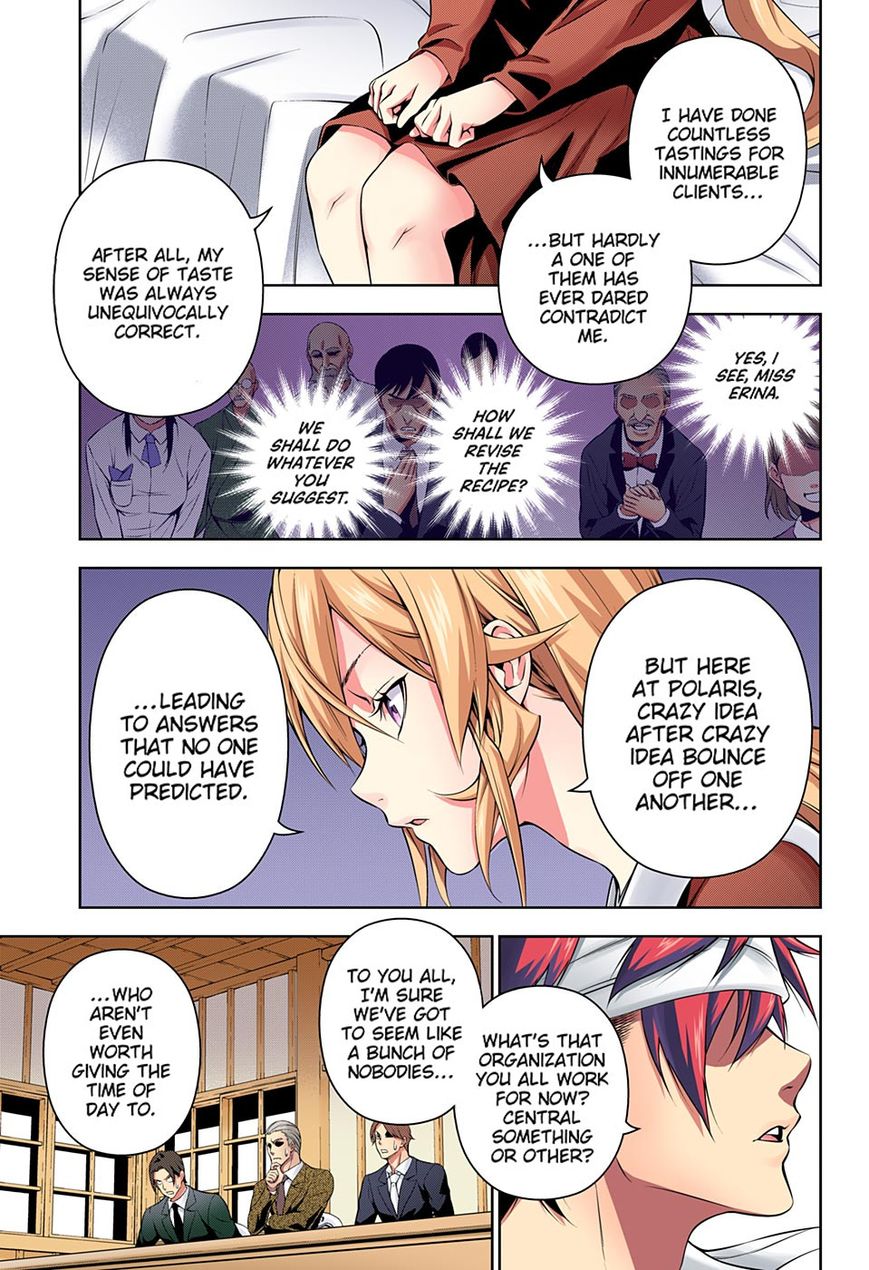 I HAVE DONE
COUNTLESS
TASTINGS FOR
INNUMERABLE
CLIENTS...
...BUT HARDLY
A ONE OF
THEM HAS
EVER DARED
CONTRADICT
ME.
AFTER ALL, MY
SENSE OF TASTE
WAS ALWAYS
UNEQUIVOCALLY
CORRECT.
YES, I
SEE, MISS
ERINA.
HOW
SHALL WE
REVISE
THE
RECIPE?
WE
SHALL DO
WHATEVER
YOU
SUGGEST.
BUT HERE
AT POLARIS,
CRAZY IDEA
AFTER CRAZY
IDEA BOUNCE
OFF ONE
ANOTHER...
...LEADING
TO ANSWERS
THAT NO ONE
COULD HAVE
PREDICTED.
WHAT'S THAT
ORGANIZATION
YOU ALL WORK
FOR NOW?
CENTRAL
SOMETHING
OR OTHER?
TO YOU ALL,
I'M SURE
WE'VE GOT
TO SEEM LIKE
A BUNCH OF
NOBODIES...
...WHO
AREN'T
EVEN
WORTH
GIVING THE
TIME OF
DAY TO.